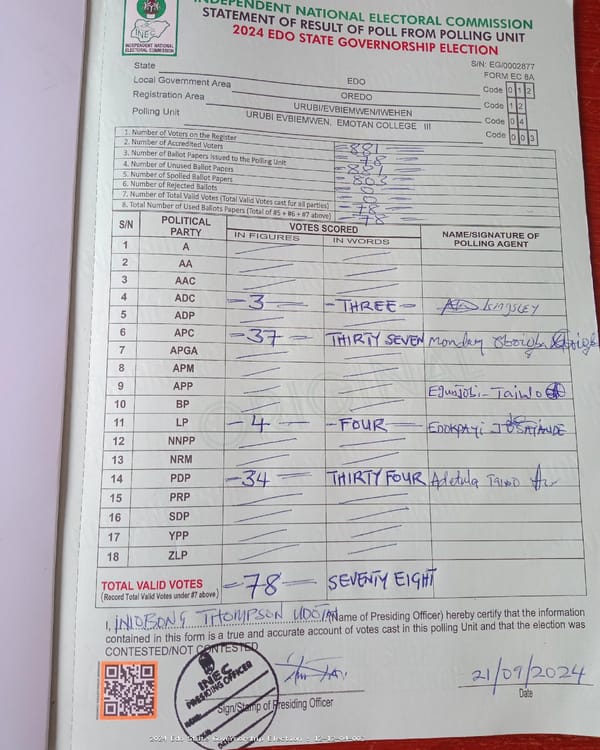 INDEPENDENT NATIONAL ELECTORAL COMMISSION
STATEMENT OF RESULT OF POLL FROM POLLING UNIT
2024 EDO STATE GOVERNORSHIP ELECTION
INEC
INDEPENDENT NATIONAL ELECTORAL COMMISSION
S/N: EG/0002877
FORM EC 8A
State EDO Code 0 1 2
Local Government Area OREDO Code 1 2
Registration Area URUBI/EVBIEMWEN/IWEHEN Code 0 4
Polling Unit URUBI EVBIEMWEN, EMOTAN COLLEGE III Code 0 0 3
1. Number of Voters on the Register =881=
2. Number of Accredited Voters =78=
3. Number of Ballot Papers issued to the Polling Unit =881=
4. Number of Unused Ballot Papers =803=
5. Number of Spoiled Ballot Papers 0
6. Number of Rejected Ballots 0
7. Number of Total Valid Votes (Total Valid Votes cast for all parties) =78=
8. Total Number of Used Ballots Papers (Total of #5 + #6 + #7 above) =78=
S/N POLITICAL PARTY VOTES SCORED NAME/SIGNATURE OF POLLING AGENT
IN FIGURES IN WORDS
1 A
2 AA
3 AAC
4 ADC -3- -THREE- KINGSLEY
5 ADP
6 APC -37- THIRTY SEVEN Monday
7 APGA
8 APM
9 APP Egunjobi-Taiwo
10 BP
11 LP -4- -FOUR- EDOKPAYI
12 NNPP
13 NRM
14 PDP -34- THIRTY FOUR Adetula Taiwo
15 PRP
16 SDP
17 YPP
18 ZLP
TOTAL VALID VOTES -78- SEVENTY EIGHT
(Record Total Valid Votes under #7 above)
I, INIOBONG THOMPSON UDOTAN (Name of Presiding Officer) hereby certify that the information
contained in this form is a true and accurate account of votes cast in this polling Unit and that the election was
CONTESTED/NOT CONTESTED
INEC
PRESIDING OFFICER
21/09/2024
Sign/Stamp of Presiding Officer Date
2024 Edo State Governorship Election - 12-12-04-003